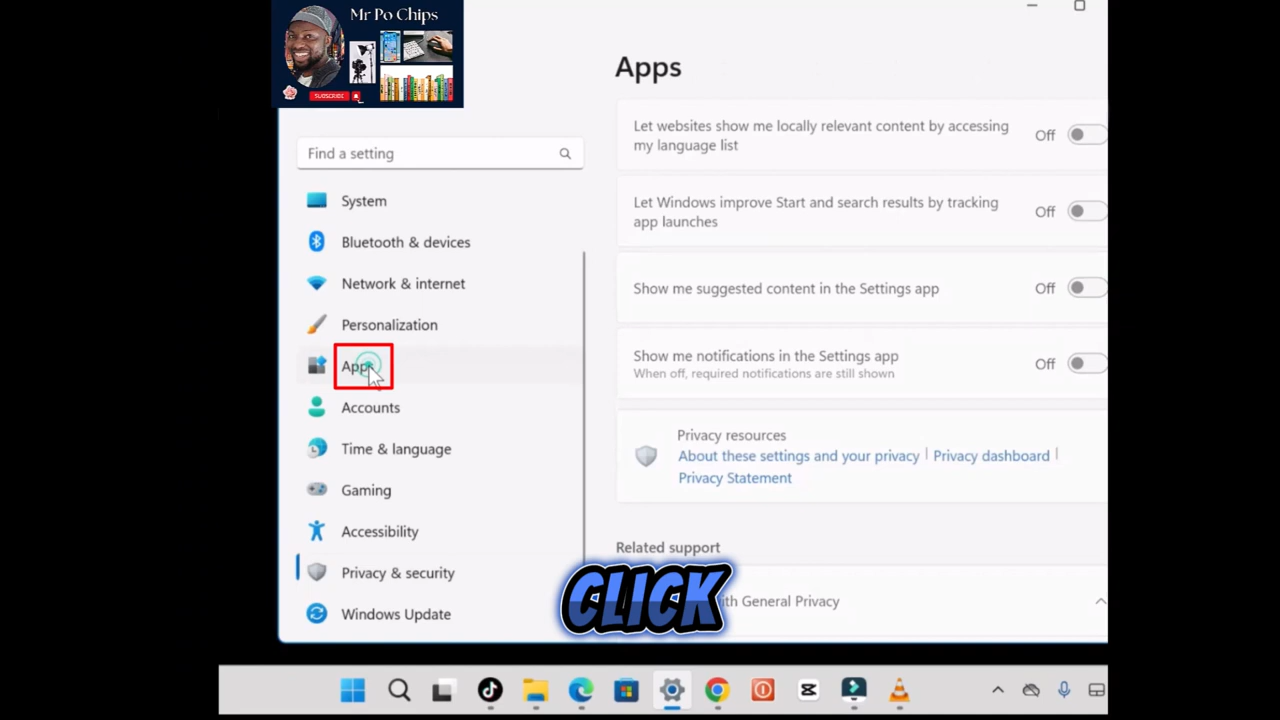 Mr Po Chips
SUBSCRIBE
Apps
Let websites show me locally relevant content by accessing
my language list
Off
Find a setting
System
Let Windows improve Start and search results by tracking
app launches
Off
Bluetooth & devices
Network & internet
Show me suggested content in the Settings app
Off
Personalization
Apps
Show me notifications in the Settings app
When off, required notifications are still shown
Off
Accounts
Time & language
Privacy resources
About these settings and your privacy | Privacy dashboard |
Privacy Statement
Gaming
Accessibility
Related support
Privacy & security
CLICK
th General Privacy
Windows Update